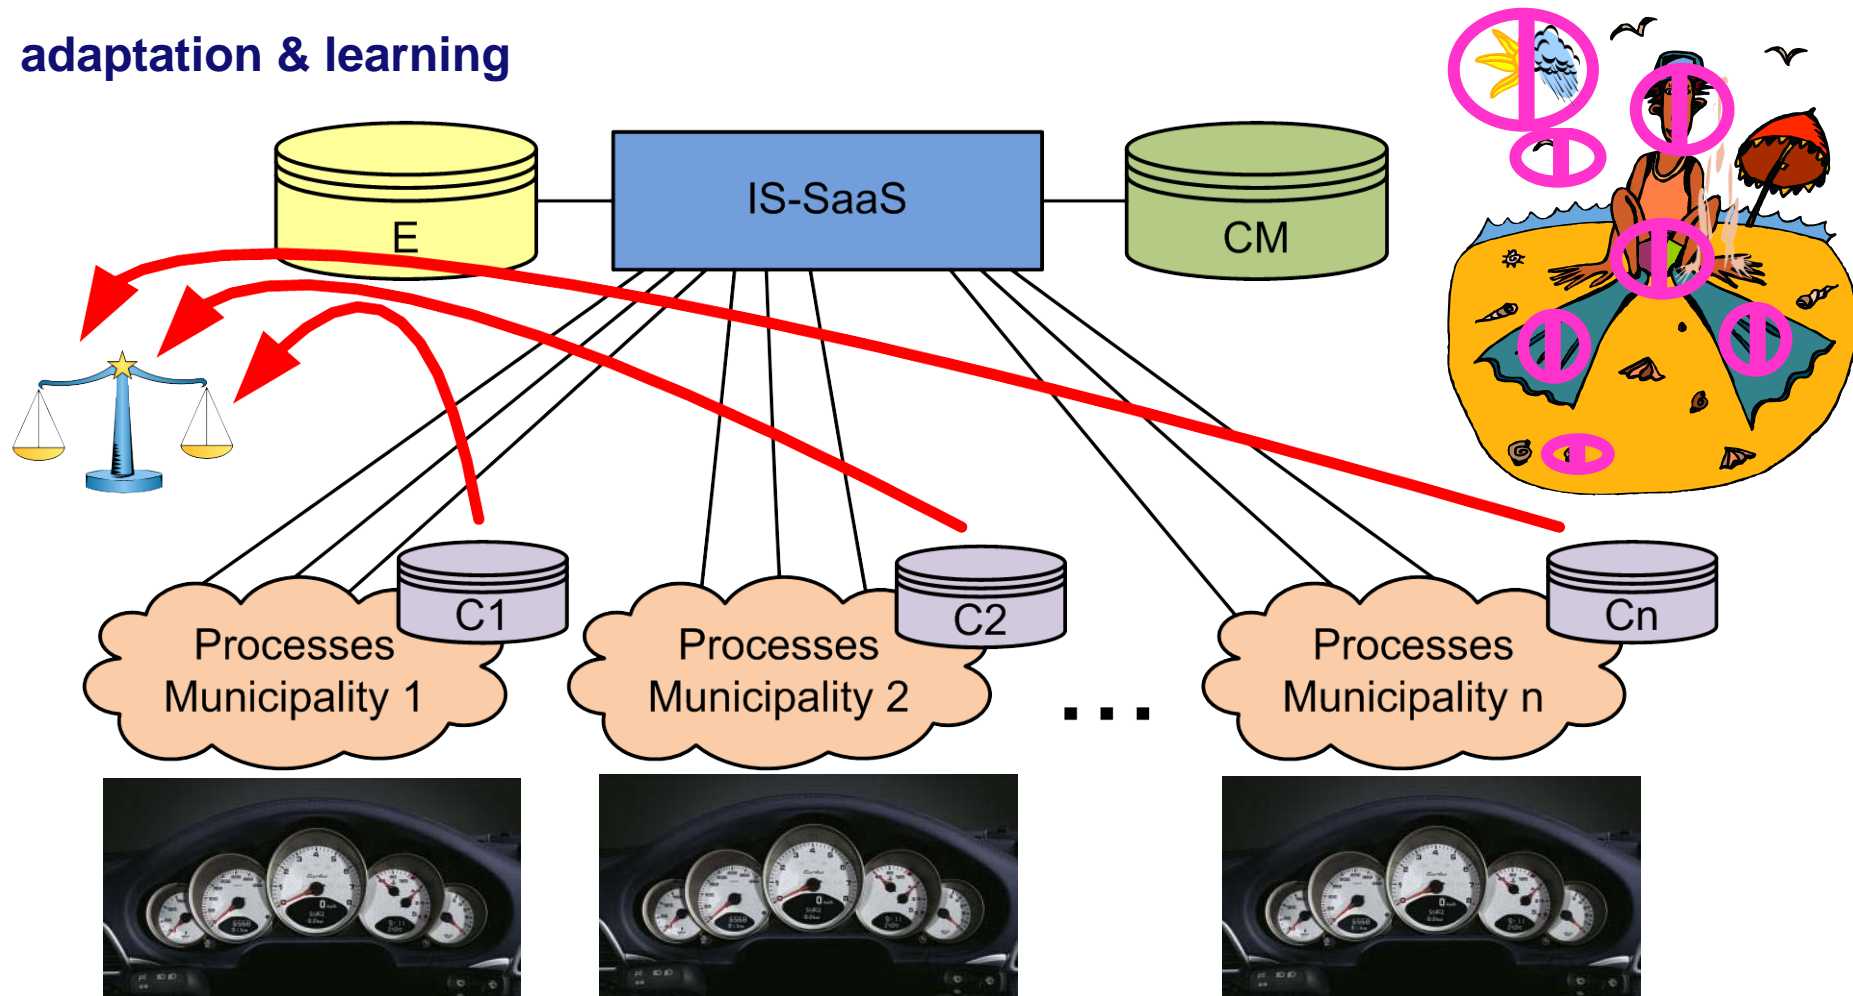 adaptation & learning
E
IS-SaaS
CM
C1
C2
Cn
Processes
Municipality 1
Processes
Municipality 2
...
Processes
Municipality n